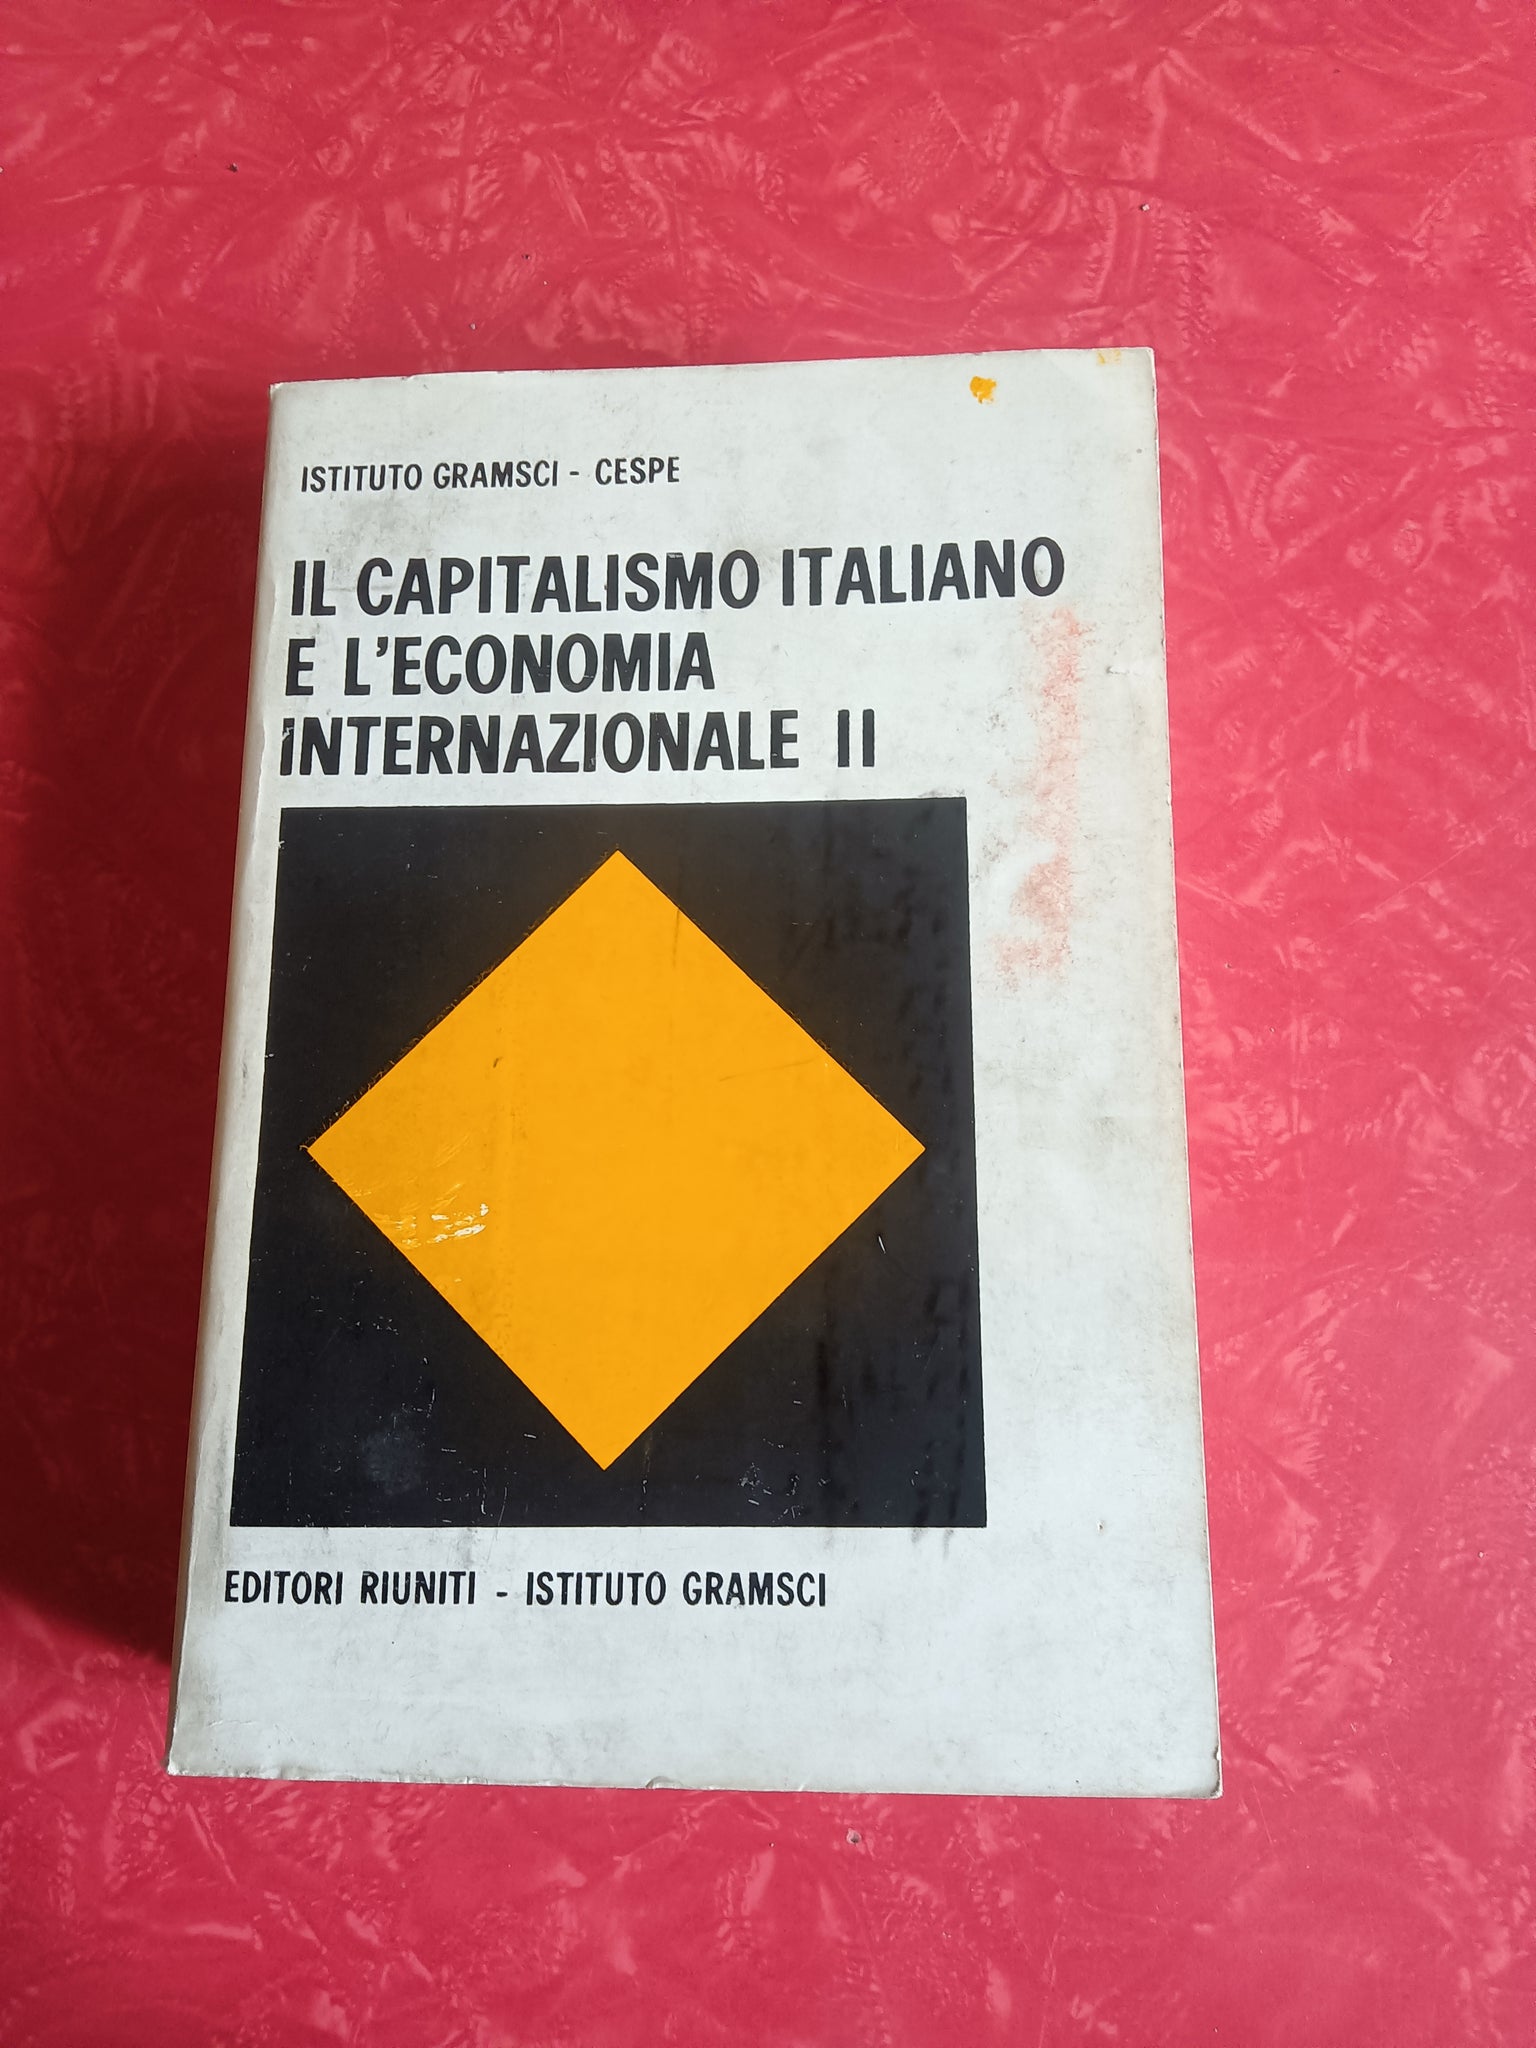 ISTITUTO GRAMSCI - CESPE
IL CAPITALISMO ITALIANO
E L'ECONOMIA
INTERNAZIONALE II
EDITORI RIUNITI - ISTITUTO GRAMSCI